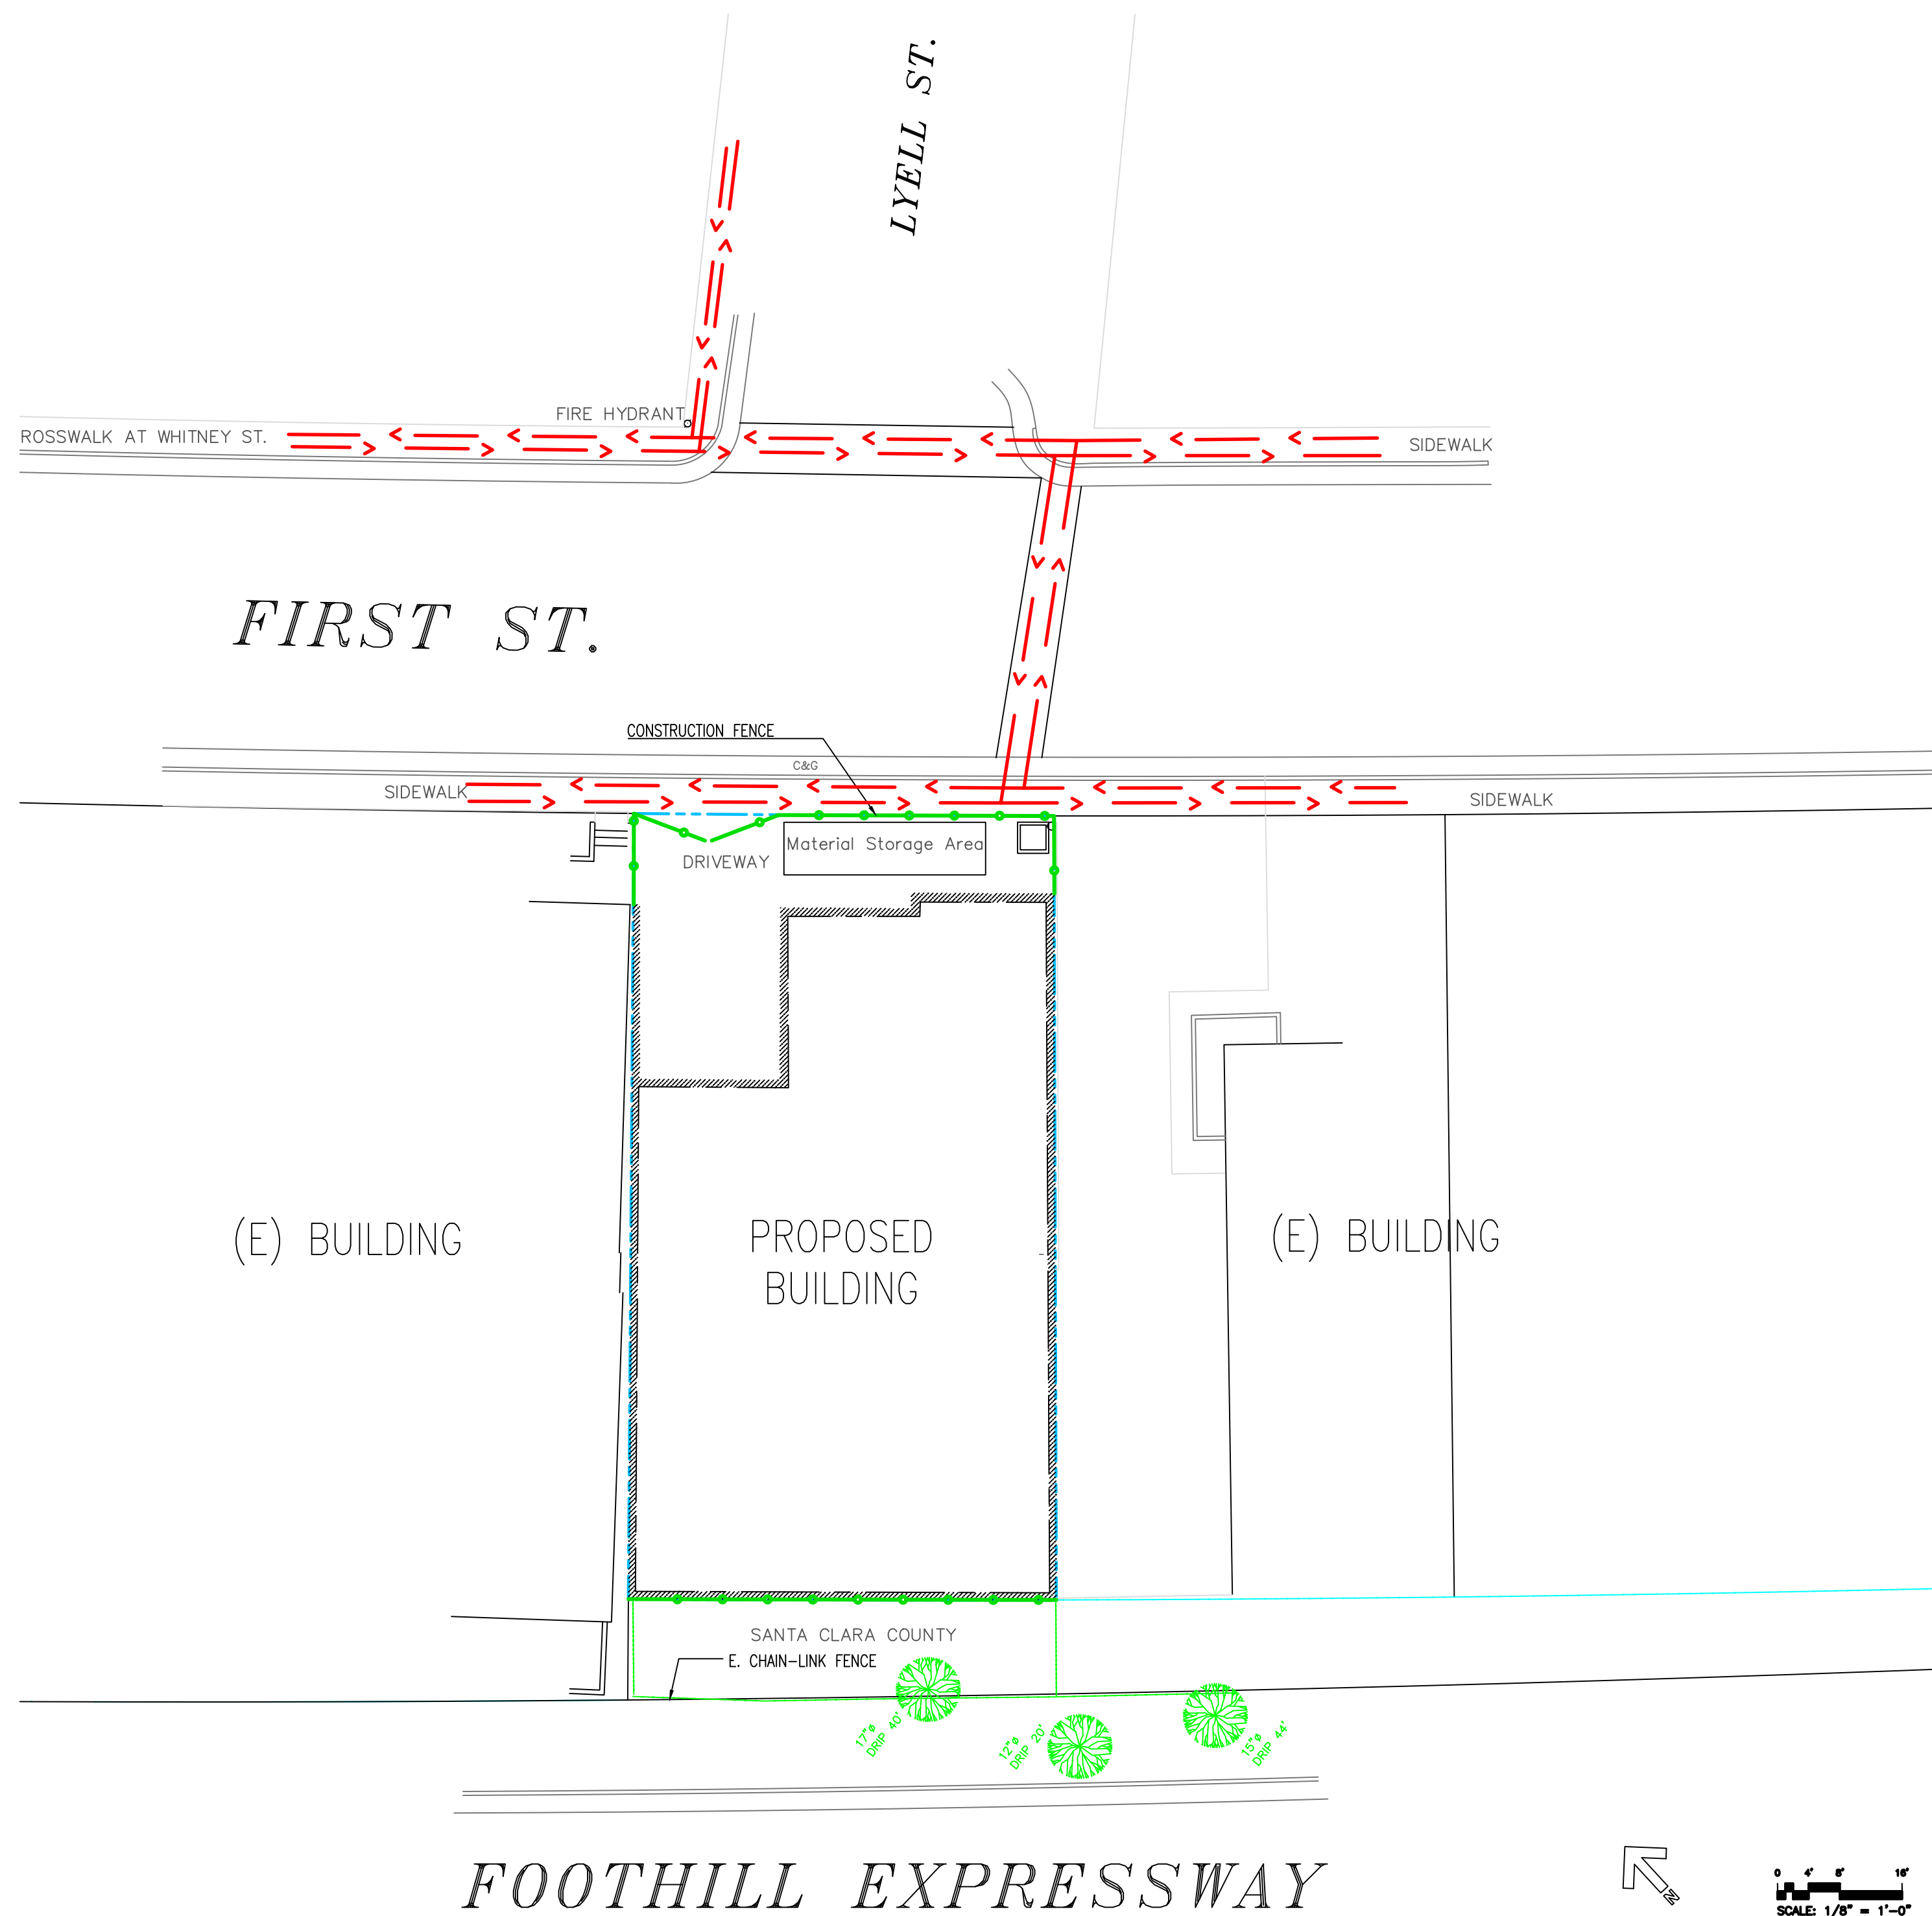 LYELL ST.
FIRE HYDRANT
ROSSWALK AT WHITNEY ST.
SIDEWALK
FIRST ST.
CONSTRUCTION FENCE
C&G
SIDEWALK
SIDEWALK
DRIVEWAY
Material Storage Area
(E) BUILDING
PROPOSED
BUILDING
(E) BUILDING
SANTA CLARA COUNTY
E. CHAIN-LINK FENCE
17"ø
DRIP 40'
12"ø
DRIP 20'
15"ø
DRIP 44'
FOOTHILL EXPRESSWAY
N
0 4' 8' 16'
SCALE: 1/8" = 1'-0"